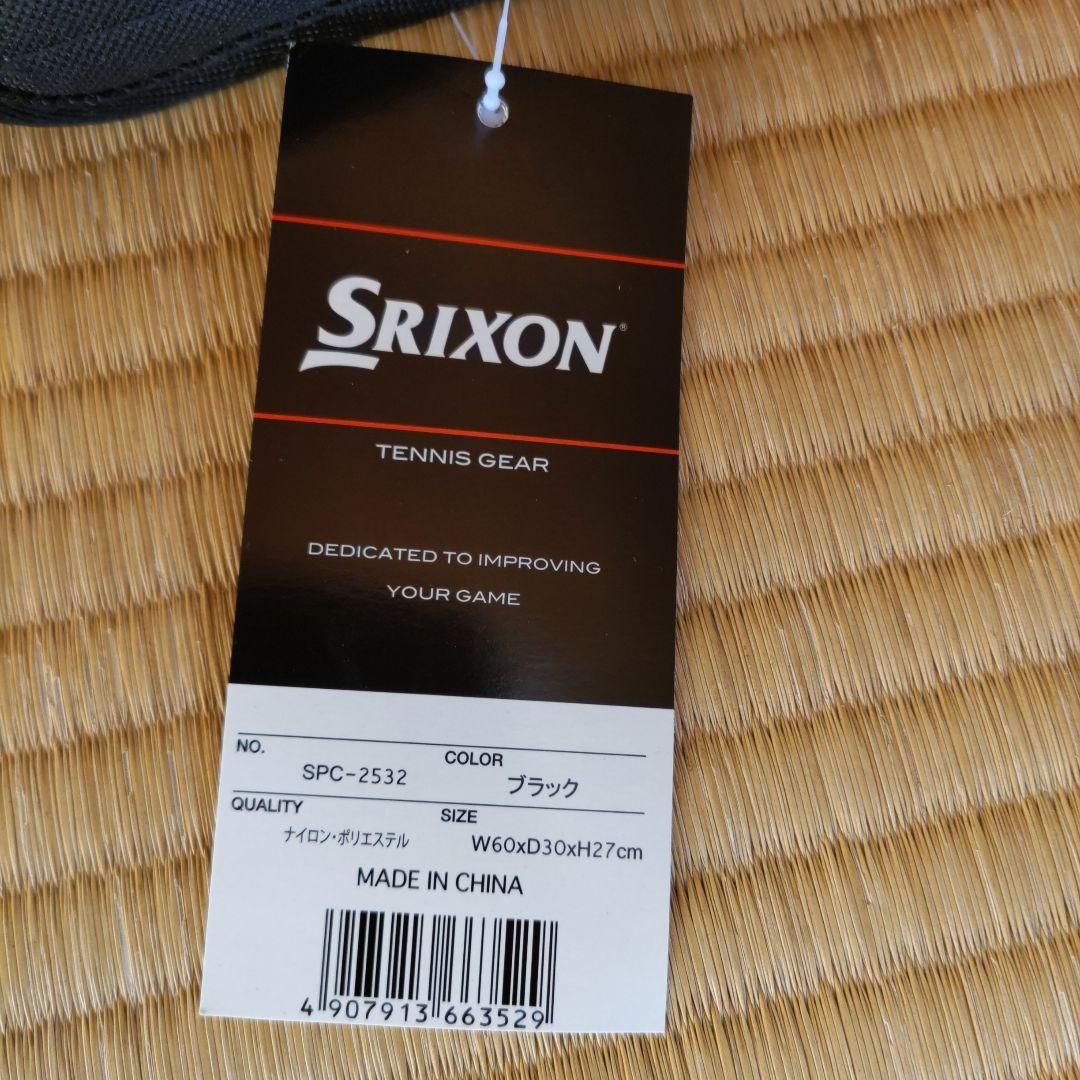 SRIXON®
TENNIS GEAR
DEDICATED TO IMPROVING
YOUR GAME
NO. COLOR
SPC-2532 ブラック
QUALITY SIZE
ナイロン・ポリエステル W60xD30xH27cm
MADE IN CHINA
4 907913 663529